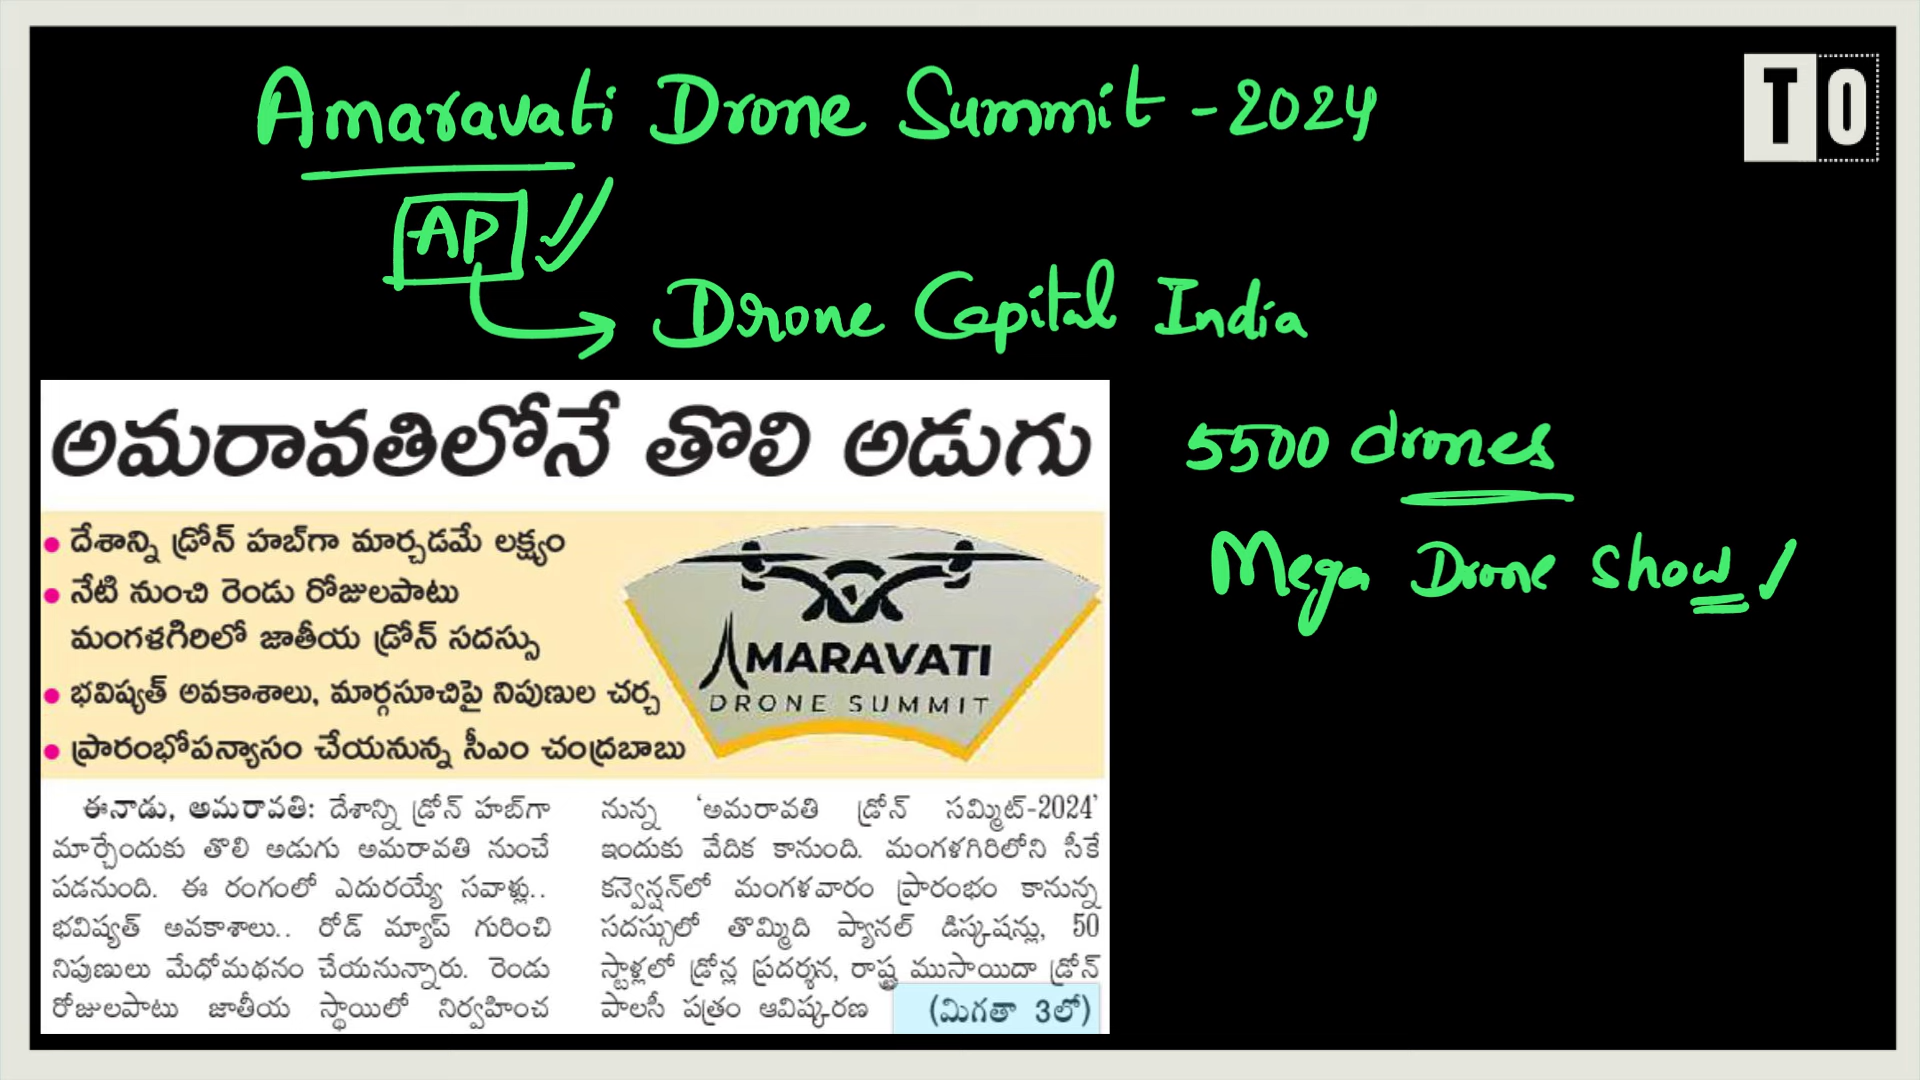 Amaravati Drone Summit - 2024
TO
AP
Drone Capital India
అమరావతిలోనే తొలి అడుగు
5500 drones
Mega Drone Show
• దేశాన్ని డ్రోన్ హబ్‌గా మార్చడమే లక్ష్యం
• నేటి నుంచి రెండు రోజులపాటు
మంగళగిరిలో జాతీయ డ్రోన్ సదస్సు
• భవిష్యత్ అవకాశాలు, మార్గసూచిపై నిపుణుల చర్చ
• ప్రారంభోపన్యాసం చేయనున్న సీఎం చంద్రబాబు
AMARAVATI
DRONE SUMMIT
ఈనాడు, అమరావతి: దేశాన్ని డ్రోన్ హబ్‌గా
మార్చేందుకు తొలి అడుగు అమరావతి నుంచే
పడనుంది. ఈ రంగంలో ఎదురయ్యే సవాళ్లు..
భవిష్యత్ అవకాశాలు.. రోడ్ మ్యాప్ గురించి
నిపుణులు మేధోమథనం చేయనున్నారు. రెండు
రోజులపాటు జాతీయ స్థాయిలో నిర్వహించ
నున్న ‘అమరావతి డ్రోన్ సమ్మిట్-2024’
ఇందుకు వేదిక కానుంది. మంగళగిరిలోని సీకే
కన్వెన్షన్‌లో మంగళవారం ప్రారంభం కానున్న
సదస్సులో తొమ్మిది ప్యానల్ డిస్కషన్లు, 50
స్టాళ్లలో డ్రోన్ల ప్రదర్శన, రాష్ట్ర ముసాయిదా డ్రోన్
పాలసీ పత్రం ఆవిష్కరణ (మిగతా 3లో)